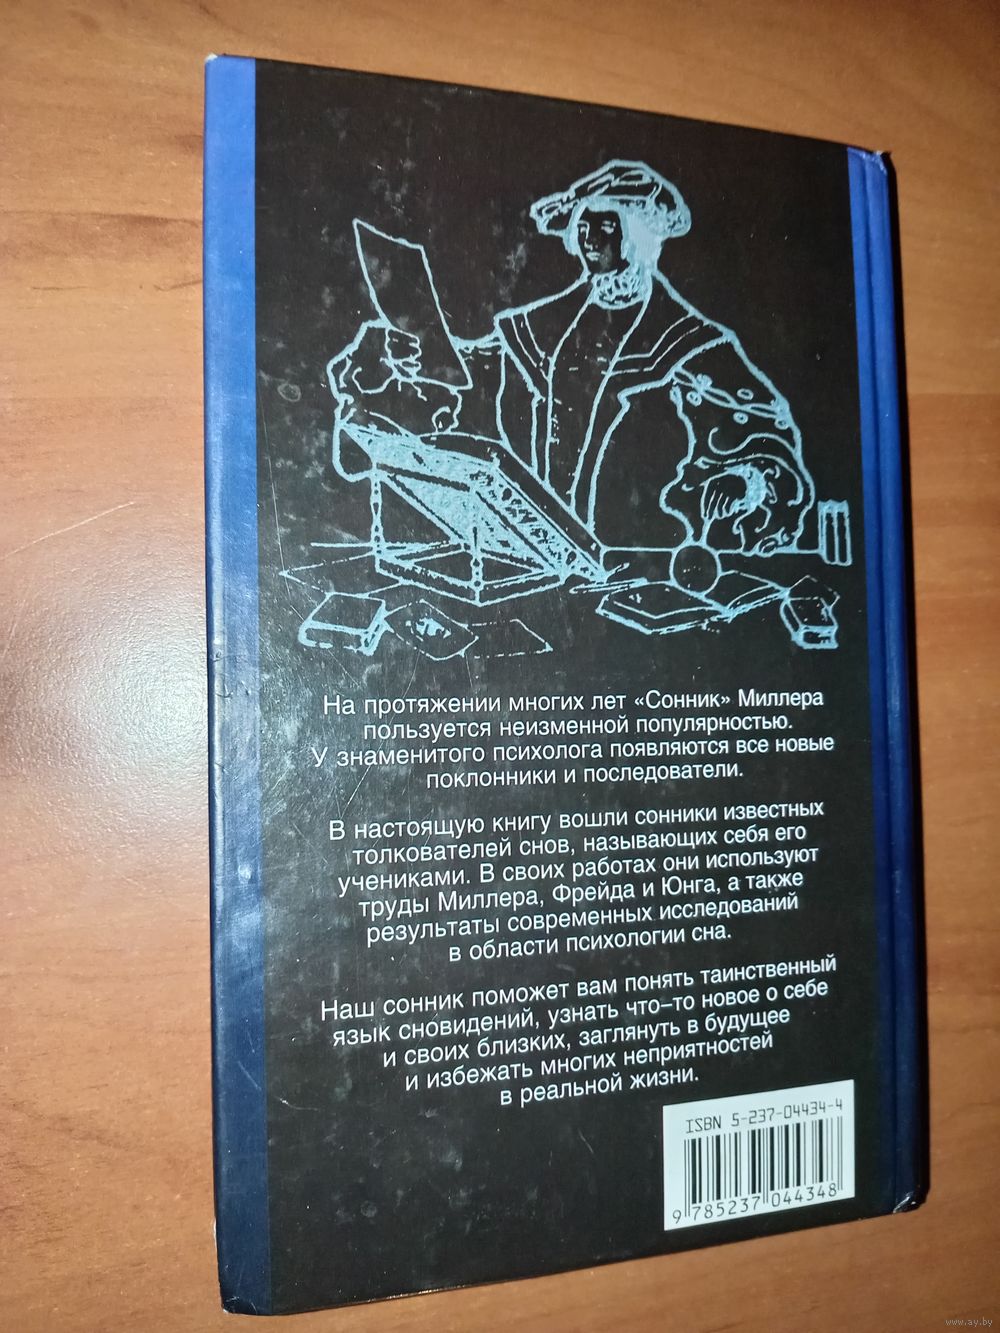 На протяжении многих лет «Сонник» Миллера
пользуется неизменной популярностью.
У знаменитого психолога появляются все новые
поклонники и последователи.
В настоящую книгу вошли сонники известных
толкователей снов, называющих себя его
учениками. В своих работах они используют
труды Миллера, Фрейда и Юнга, а также
результаты современных исследований
в области психологии сна.
Наш сонник поможет вам понять таинственный
язык сновидений, узнать что-то новое о себе
и своих близких, заглянуть в будущее
и избежать многих неприятностей
в реальной жизни.
ISBN 5-237-04434-4
9 785237 044348
www.ay.by